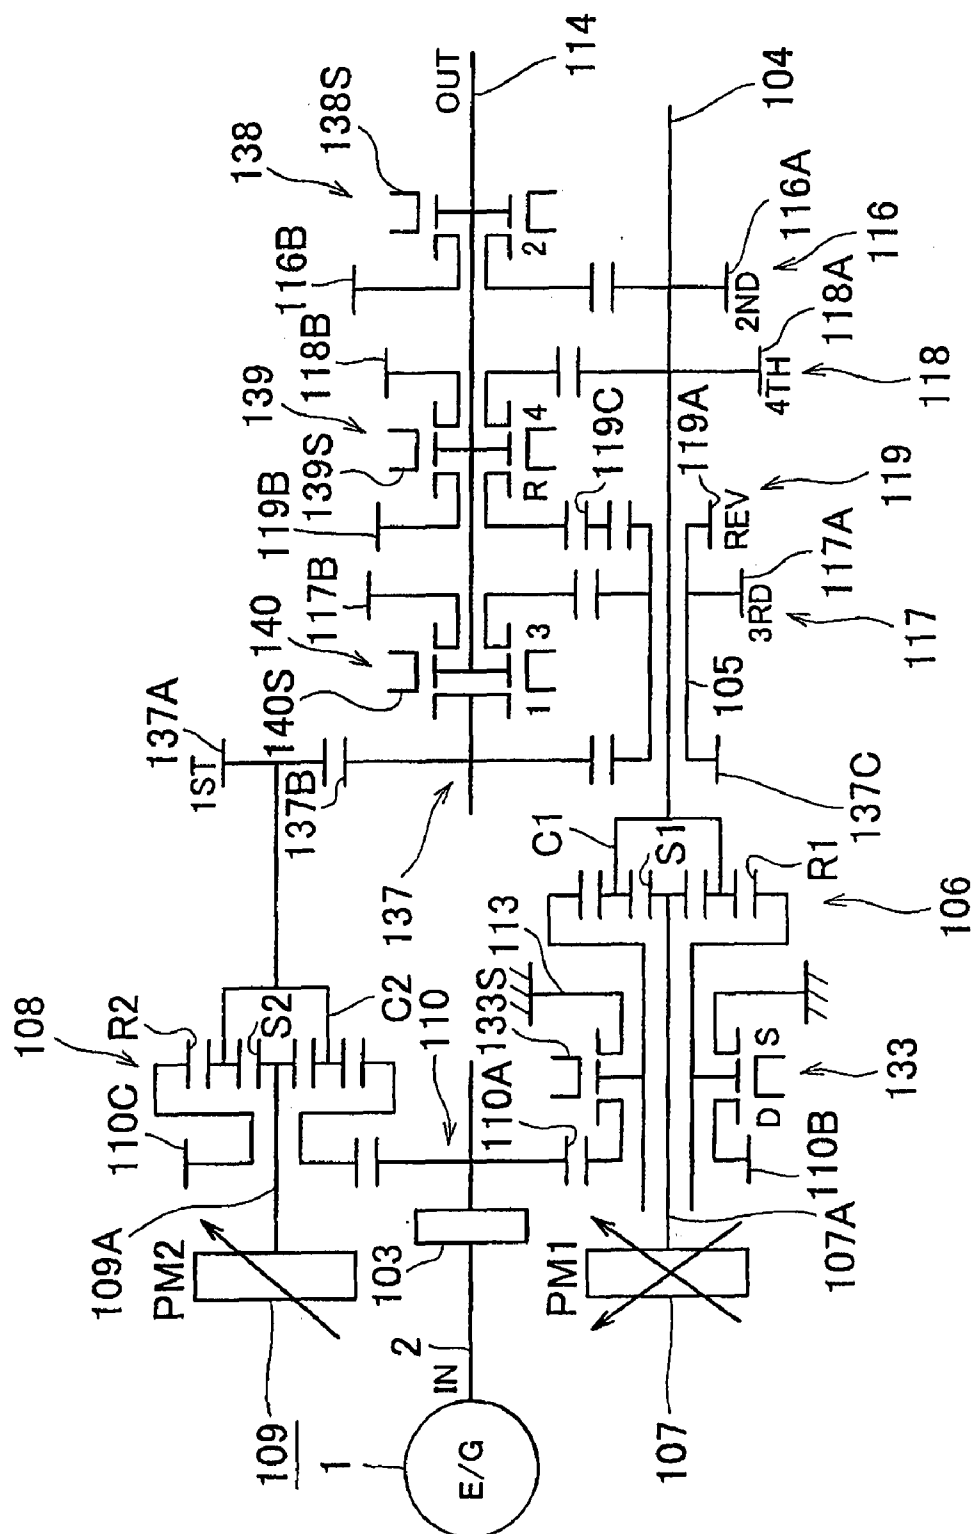 OUT
114
138S
138
116B
2
104
116A
2ND
116
118B
139
139S
4
R
119C
118A
4TH
118
119B
119A
REV
119
117B
140
140S
3
1
117A
3RD
117
105
137A
1ST
137B
137
137C
C1
S1
R1
106
108
R2
S2
C2
110
110C
110A
133S
113
S
D
133
110B
109A
PM2
109
103
2
IN
1
E/G
PM1
107A
107